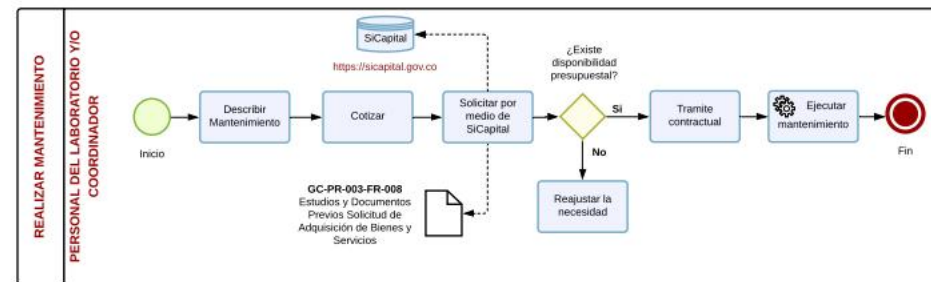 REALIZAR MANTENIMIENTO
PERSONAL DEL LABORATORIO Y/O
COORDINADOR
Inicio
Describir
Mantenimiento
Cotizar
SiCapital
https://sicapital.gov.co
Solicitar por
medio de
SiCapital
GC-PR-003-FR-008
Estudios y Documentos
Previos Solicitud de
Adquisición de Bienes y
Servicios
¿Existe
disponibilidad
presupuestal?
Si
No
Reajustar la
necesidad
Tramite
contractual
Ejecutar
mantenimiento
Fin